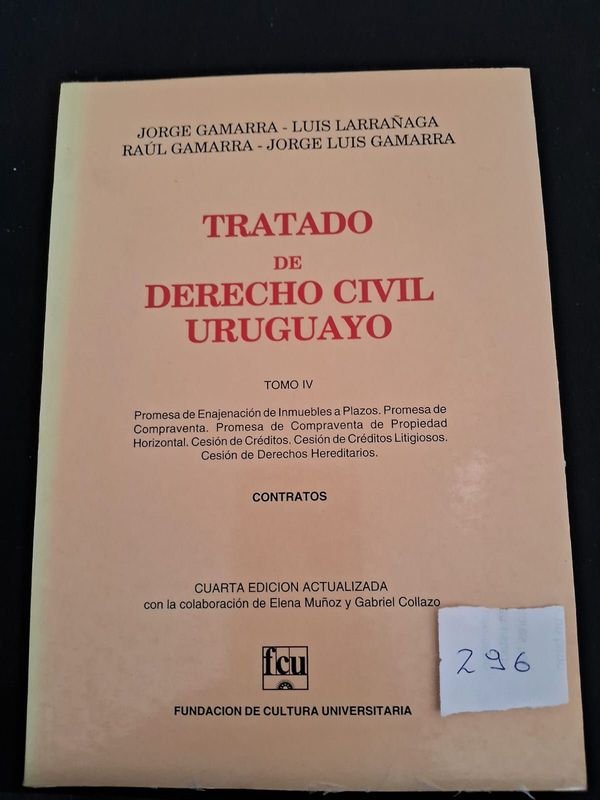 JORGE GAMARRA - LUIS LARRAÑAGA
RAÚL GAMARRA - JORGE LUIS GAMARRA
TRATADO
DE
DERECHO CIVIL
URUGUAYO
TOMO IV
Promesa de Enajenación de Inmuebles a Plazos. Promesa de
Compraventa. Promesa de Compraventa de Propiedad
Horizontal. Cesión de Créditos. Cesión de Créditos Litigiosos.
Cesión de Derechos Hereditarios.
CONTRATOS
CUARTA EDICION ACTUALIZADA
con la colaboración de Elena Muñoz y Gabriel Collazo
fcu
FUNDACION DE CULTURA UNIVERSITARIA
296